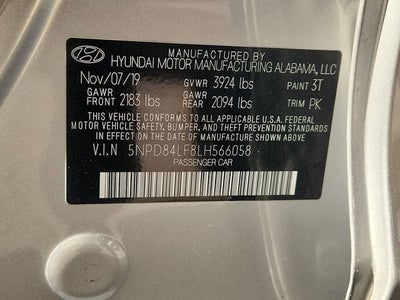 MANUFACTURED BY
HYUNDAI MOTOR MANUFACTURING ALABAMA, LLC
Nov/07/19 GVWR 3924 lbs PAINT 3T
GAWR FRONT 2183 lbs GAWR REAR 2094 lbs TRIM PK
THIS VEHICLE CONFORMS TO ALL APPLICABLE U.S.A. FEDERAL
MOTOR VEHICLE SAFETY, BUMPER, AND THEFT PREVENTION
STANDARDS IN EFFECT ON THE DATE OF MANUFACTURE SHOWN ABOVE.
V.I.N 5NPD84LF8LH566058
PASSENGER CAR